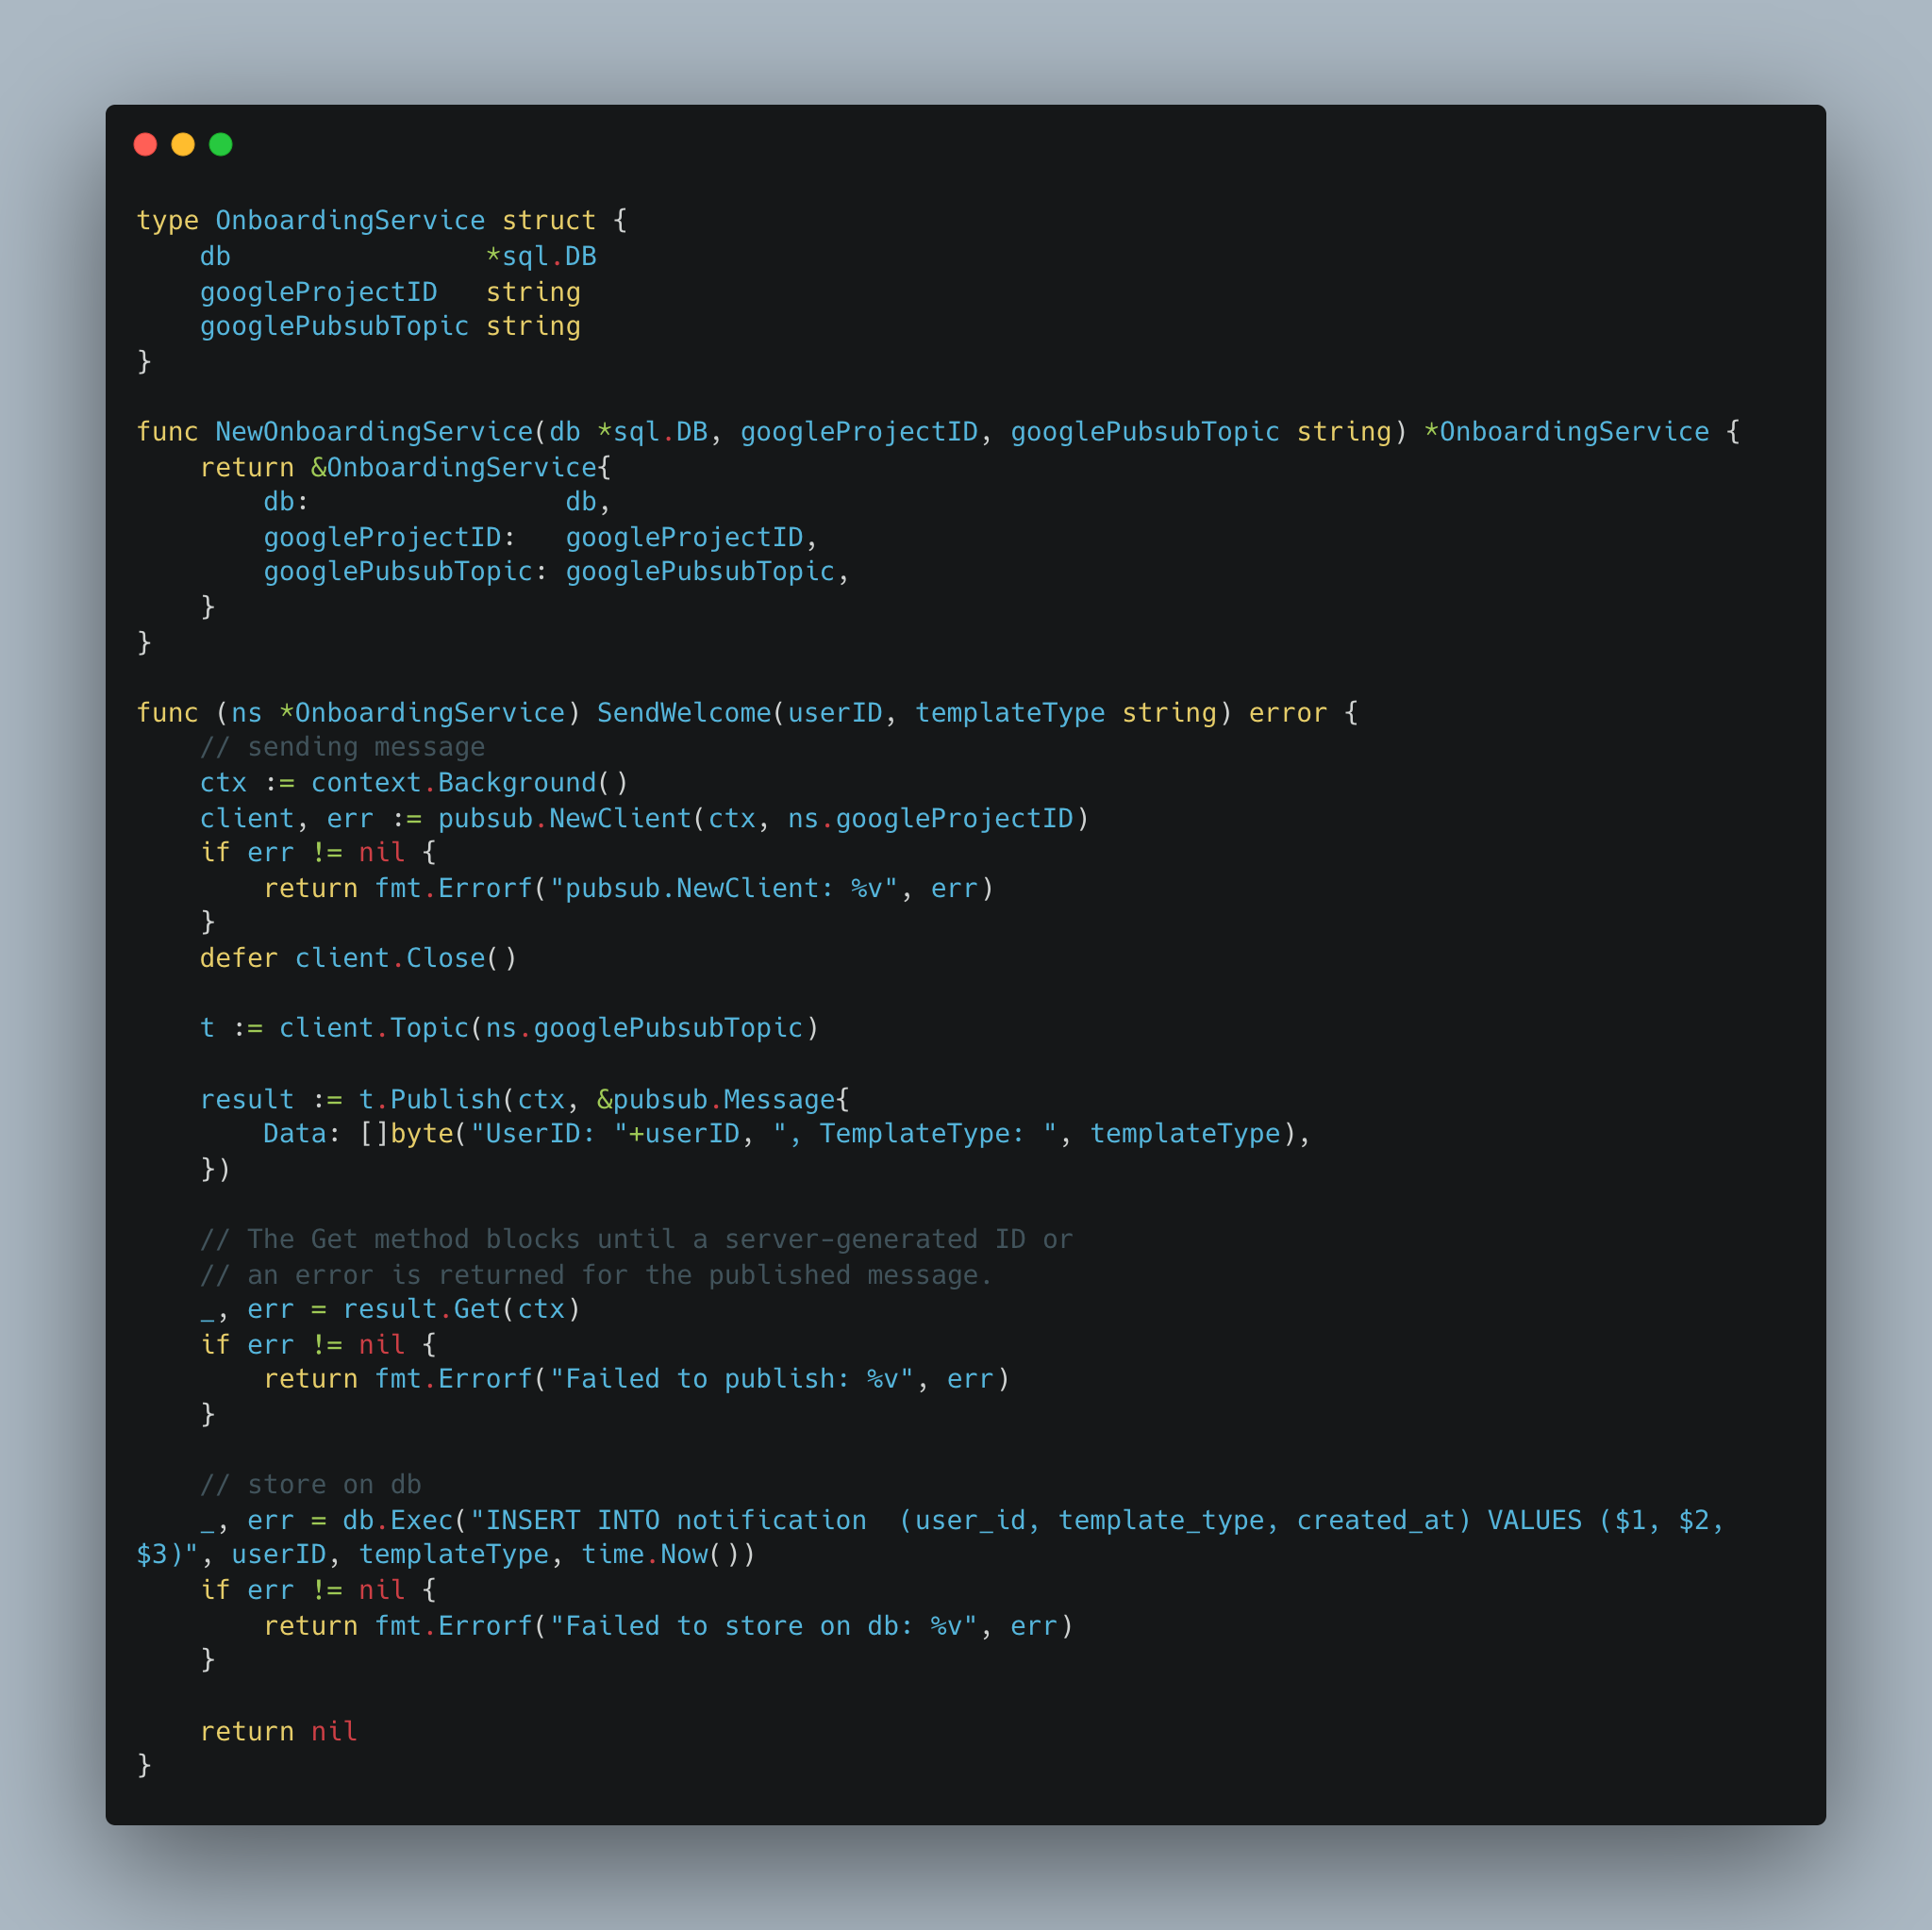 type OnboardingService struct {
    db                *sql.DB
    googleProjectID   string
    googlePubsubTopic string
}

func NewOnboardingService(db *sql.DB, googleProjectID, googlePubsubTopic string) *OnboardingService {
    return &OnboardingService{
        db:                db,
        googleProjectID:   googleProjectID,
        googlePubsubTopic: googlePubsubTopic,
    }
}

func (ns *OnboardingService) SendWelcome(userID, templateType string) error {
    // sending message
    ctx := context.Background()
    client, err := pubsub.NewClient(ctx, ns.googleProjectID)
    if err != nil {
        return fmt.Errorf("pubsub.NewClient: %v", err)
    }
    defer client.Close()

    t := client.Topic(ns.googlePubsubTopic)

    result := t.Publish(ctx, &pubsub.Message{
        Data: []byte("UserID: "+userID, ", TemplateType: ", templateType),
    })

    // The Get method blocks until a server-generated ID or
    // an error is returned for the published message.
    _, err = result.Get(ctx)
    if err != nil {
        return fmt.Errorf("Failed to publish: %v", err)
    }

    // store on db
    _, err = db.Exec("INSERT INTO notification  (user_id, template_type, created_at) VALUES ($1, $2,
$3)", userID, templateType, time.Now())
    if err != nil {
        return fmt.Errorf("Failed to store on db: %v", err)
    }

    return nil
}